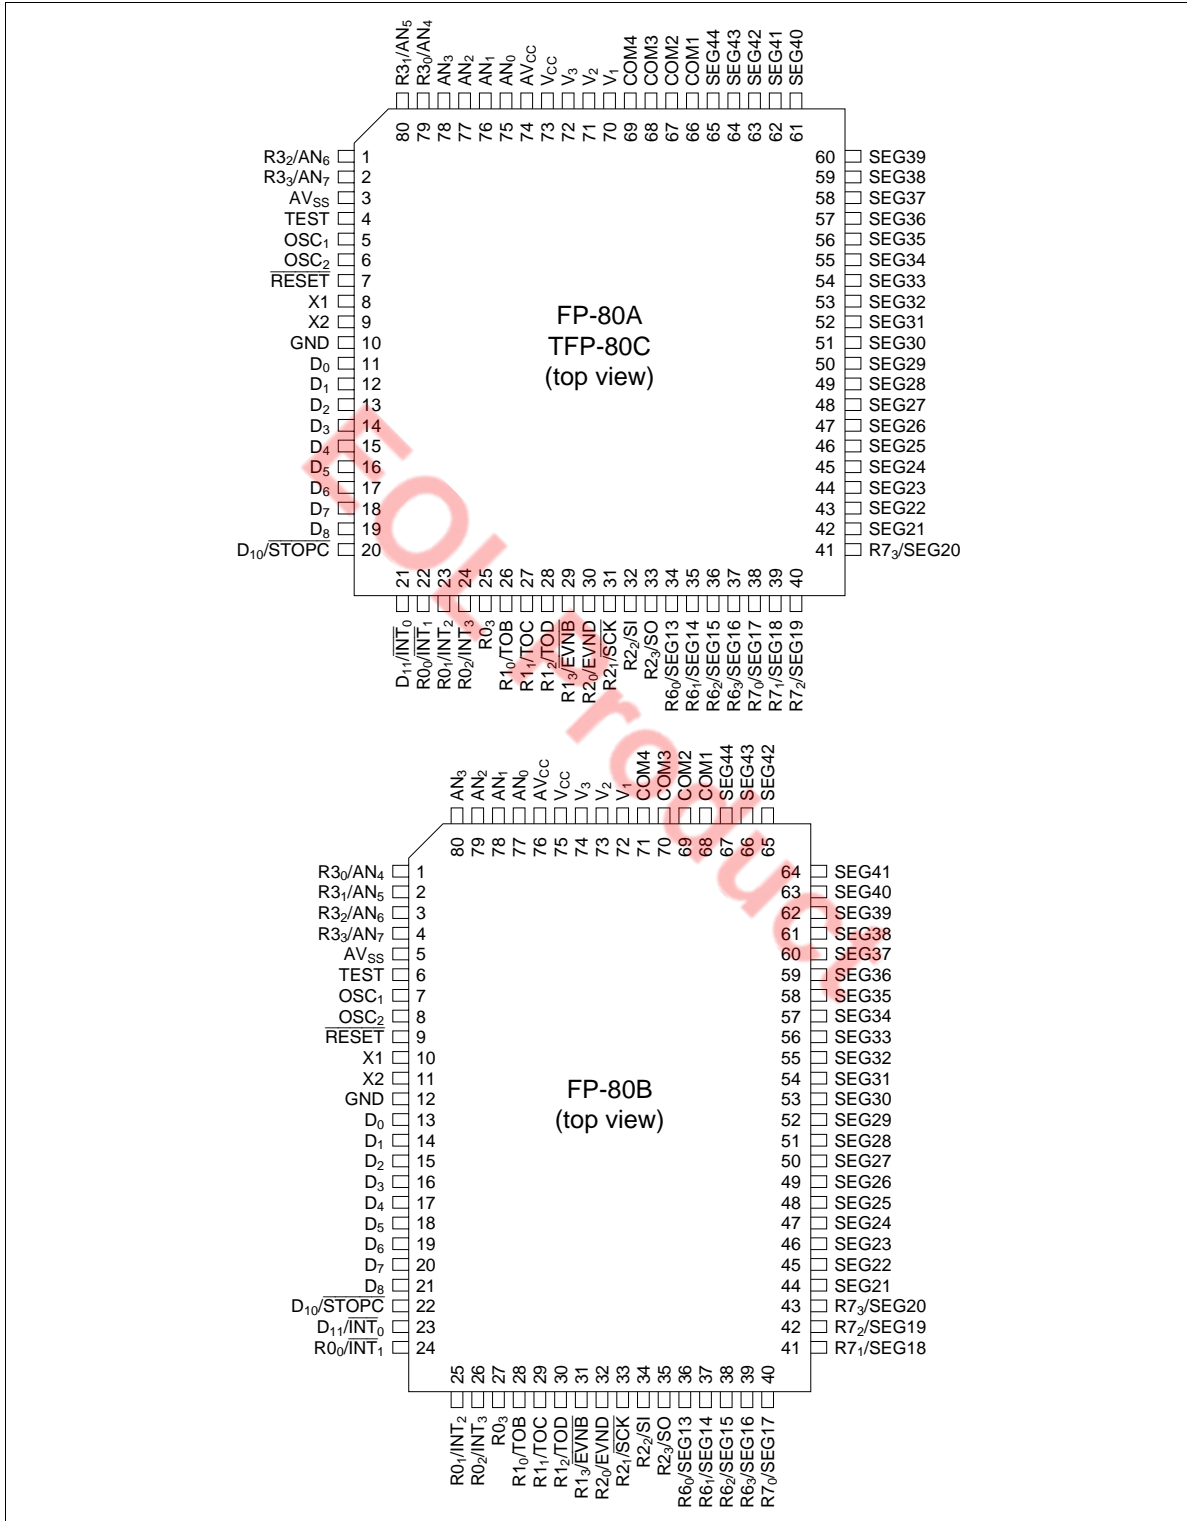 R3₁/AN₅ R3₀/AN₄ AN₃ AN₂ AN₁ AN₀ AVCC VCC V₃ V₂ V₁ COM4 COM3 COM2 COM1 SEG44 SEG43 SEG42 SEG41 SEG40
80 79 78 77 76 75 74 73 72 71 70 69 68 67 66 65 64 63 62 61
R3₂/AN₆ 1 60 SEG39
R3₃/AN₇ 2 59 SEG38
AVSS 3 58 SEG37
TEST 4 57 SEG36
OSC₁ 5 56 SEG35
OSC₂ 6 55 SEG34
R̅E̅S̅E̅T̅ 7 54 SEG33
X1 8 53 SEG32
X2 9 52 SEG31
GND 10 51 SEG30
D₀ 11 50 SEG29
D₁ 12 49 SEG28
D₂ 13 48 SEG27
D₃ 14 47 SEG26
D₄ 15 46 SEG25
D₅ 16 45 SEG24
D₆ 17 44 SEG23
D₇ 18 43 SEG22
D₈ 19 42 SEG21
D₁₀/S̅T̅O̅P̅C̅ 20 41 R7₃/SEG20
FP-80A
TFP-80C
(top view)
21 22 23 24 25 26 27 28 29 30 31 32 33 34 35 36 37 38 39 40
D₁₁/I̅N̅T̅₀ R0₀/I̅N̅T̅₁ R0₁/INT₂ R0₂/INT₃ R0₃ R1₀/TOB R1₁/TOC R1₂/TOD R1₃/E̅V̅N̅B̅ R2₀/EVND R2₁/S̅C̅K̅ R2₂/SI R2₃/SO R6₀/SEG13 R6₁/SEG14 R6₂/SEG15 R6₃/SEG16 R7₀/SEG17 R7₁/SEG18 R7₂/SEG19
EOL Product
AN₃ AN₂ AN₁ AN₀ AVCC VCC V₃ V₂ V₁ COM4 COM3 COM2 COM1 SEG44 SEG43 SEG42
80 79 78 77 76 75 74 73 72 71 70 69 68 67 66 65
R3₀/AN₄ 1 64 SEG41
R3₁/AN₅ 2 63 SEG40
R3₂/AN₆ 3 62 SEG39
R3₃/AN₇ 4 61 SEG38
AVSS 5 60 SEG37
TEST 6 59 SEG36
OSC₁ 7 58 SEG35
OSC₂ 8 57 SEG34
R̅E̅S̅E̅T̅ 9 56 SEG33
X1 10 55 SEG32
X2 11 54 SEG31
GND 12 53 SEG30
D₀ 13 52 SEG29
D₁ 14 51 SEG28
D₂ 15 50 SEG27
D₃ 16 49 SEG26
D₄ 17 48 SEG25
D₅ 18 47 SEG24
D₆ 19 46 SEG23
D₇ 20 45 SEG22
D₈ 21 44 SEG21
D₁₀/S̅T̅O̅P̅C̅ 22 43 R7₃/SEG20
D₁₁/I̅N̅T̅₀ 23 42 R7₂/SEG19
R0₀/I̅N̅T̅₁ 24 41 R7₁/SEG18
FP-80B
(top view)
25 26 27 28 29 30 31 32 33 34 35 36 37 38 39 40
R0₁/INT₂ R0₂/INT₃ R0₃ R1₀/TOB R1₁/TOC R1₂/TOD R1₃/E̅V̅N̅B̅ R2₀/EVND R2₁/S̅C̅K̅ R2₂/SI R2₃/SO R6₀/SEG13 R6₁/SEG14 R6₂/SEG15 R6₃/SEG16 R7₀/SEG17